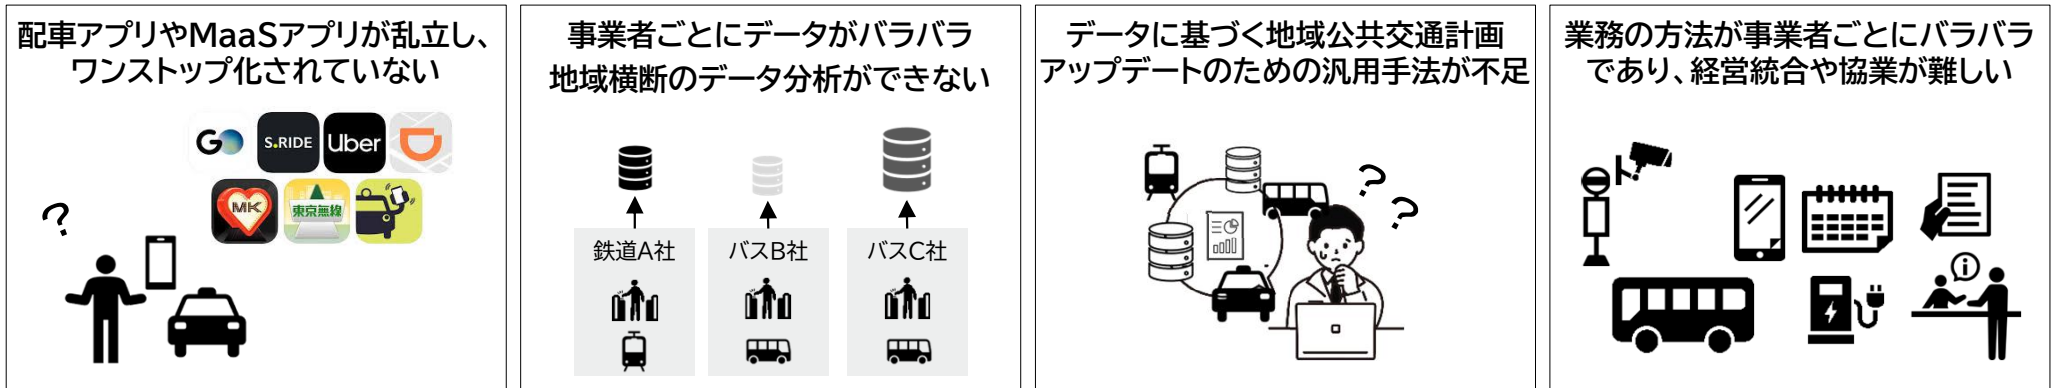 配車アプリやMaaSアプリが乱立し、
ワンストップ化されていない
GO
S.RIDE
Uber
MK
東京無線
?
事業者ごとにデータがバラバラ
地域横断のデータ分析ができない
鉄道A社
バスB社
バスC社
データに基づく地域公共交通計画
アップデートのための汎用手法が不足
?
?
業務の方法が事業者ごとにバラバラ
であり、経営統合や協業が難しい
i